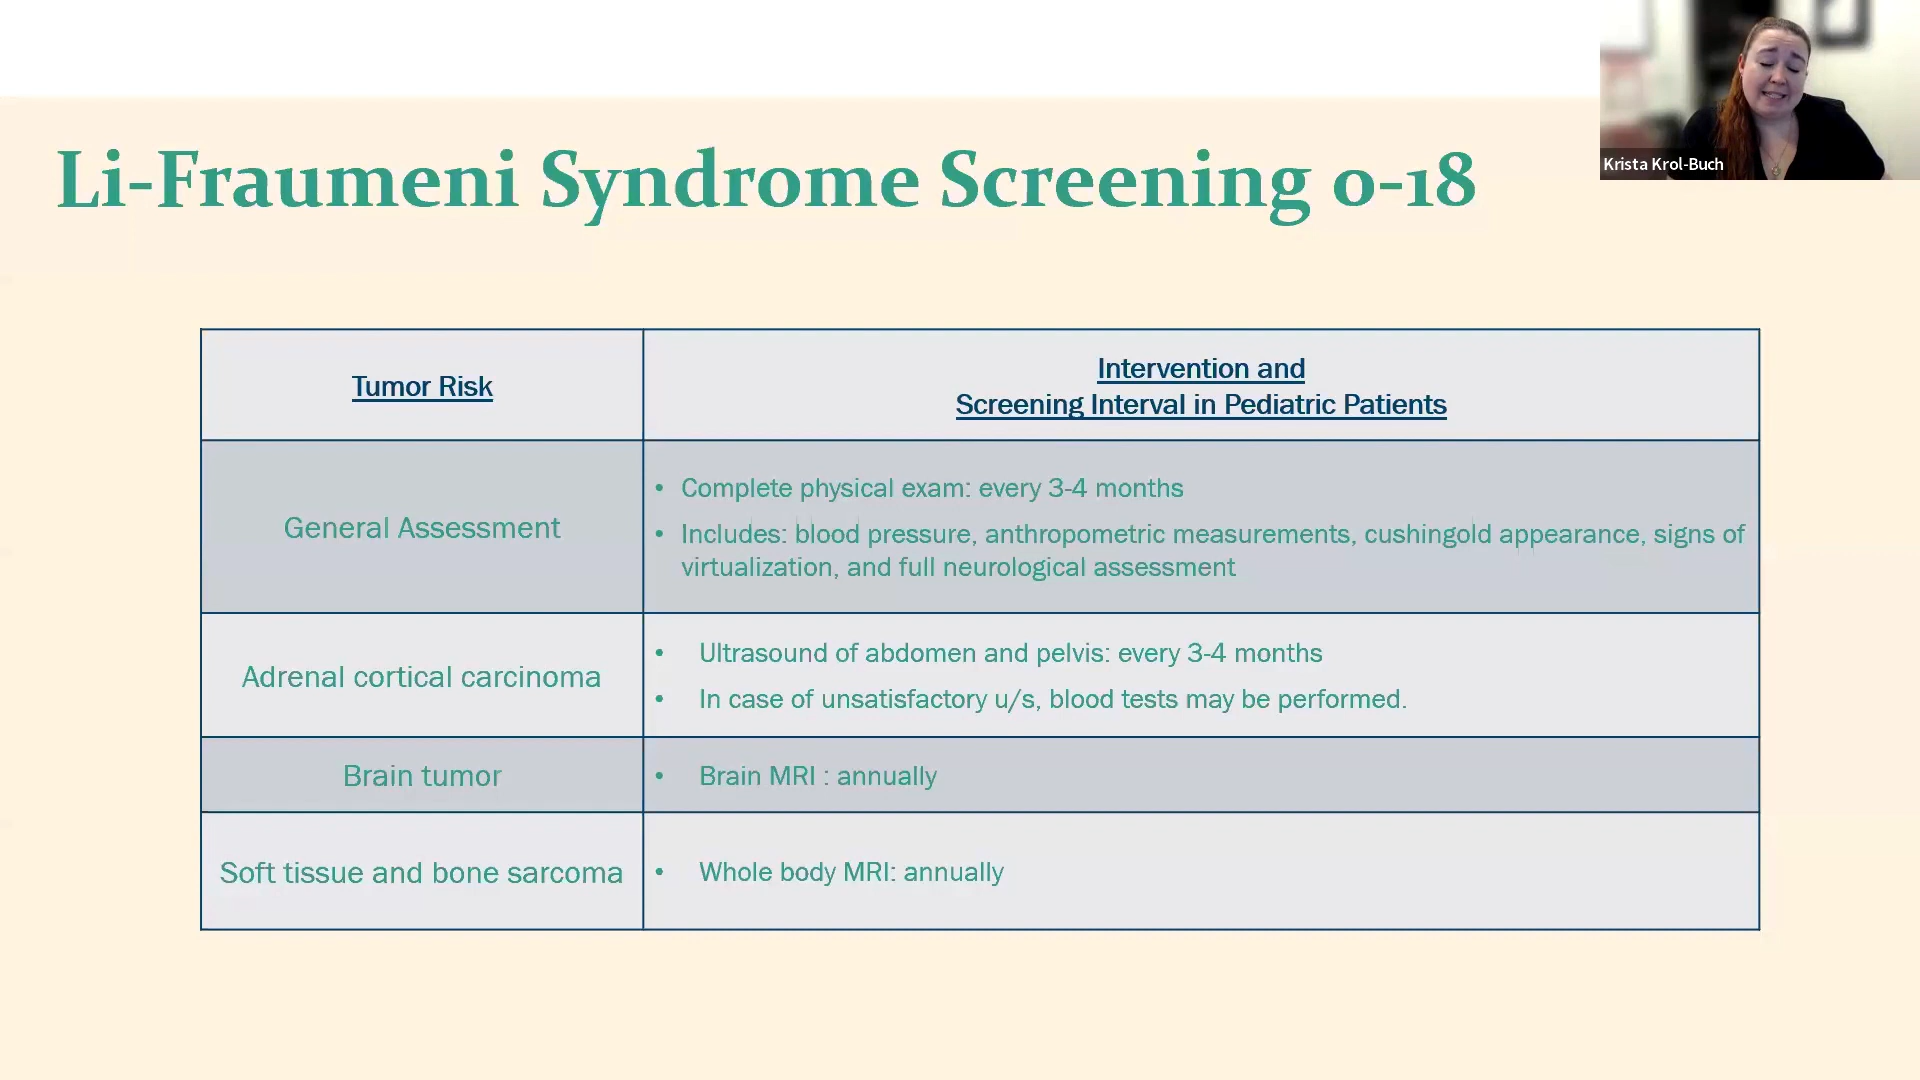 Krista Krol-Buch
Li-Fraumeni Syndrome Screening 0-18
Tumor Risk
Intervention and
Screening Interval in Pediatric Patients
General Assessment
• Complete physical exam: every 3-4 months
• Includes: blood pressure, anthropometric measurements, cushingold appearance, signs of
virtualization, and full neurological assessment
Adrenal cortical carcinoma
• Ultrasound of abdomen and pelvis: every 3-4 months
• In case of unsatisfactory u/s, blood tests may be performed.
Brain tumor
• Brain MRI : annually
Soft tissue and bone sarcoma
• Whole body MRI: annually